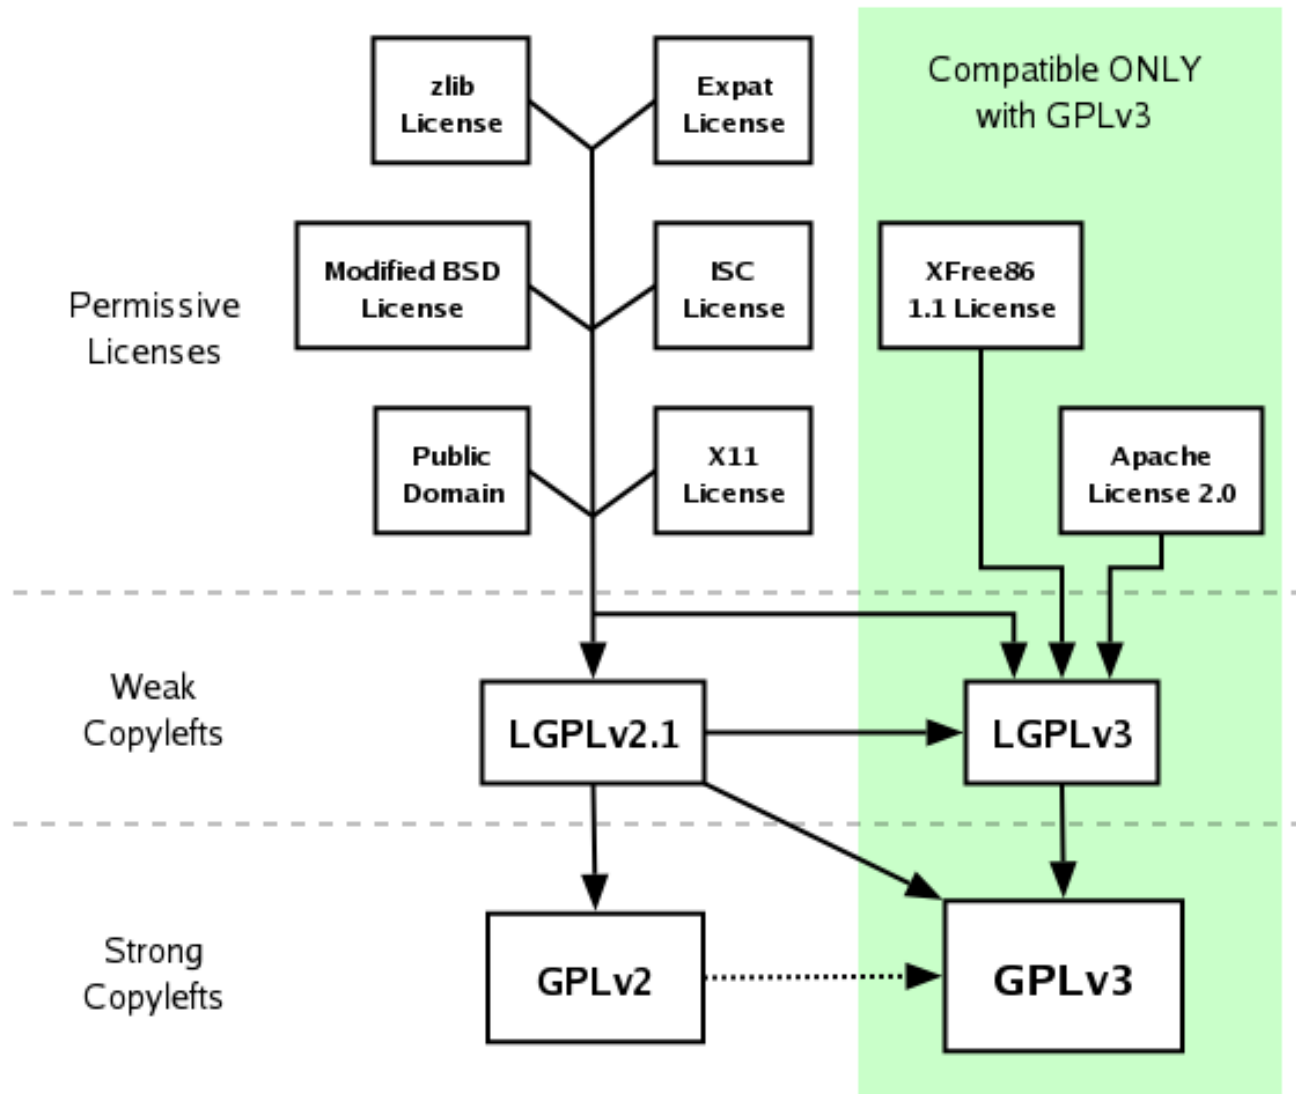 zlib
License
Expat
License
Compatible ONLY
with GPLv3
Permissive
Licenses
Modified BSD
License
ISC
License
XFree86
1.1 License
Public
Domain
X11
License
Apache
License 2.0
Weak
Copylefts
LGPLv2.1
LGPLv3
Strong
Copylefts
GPLv2
GPLv3